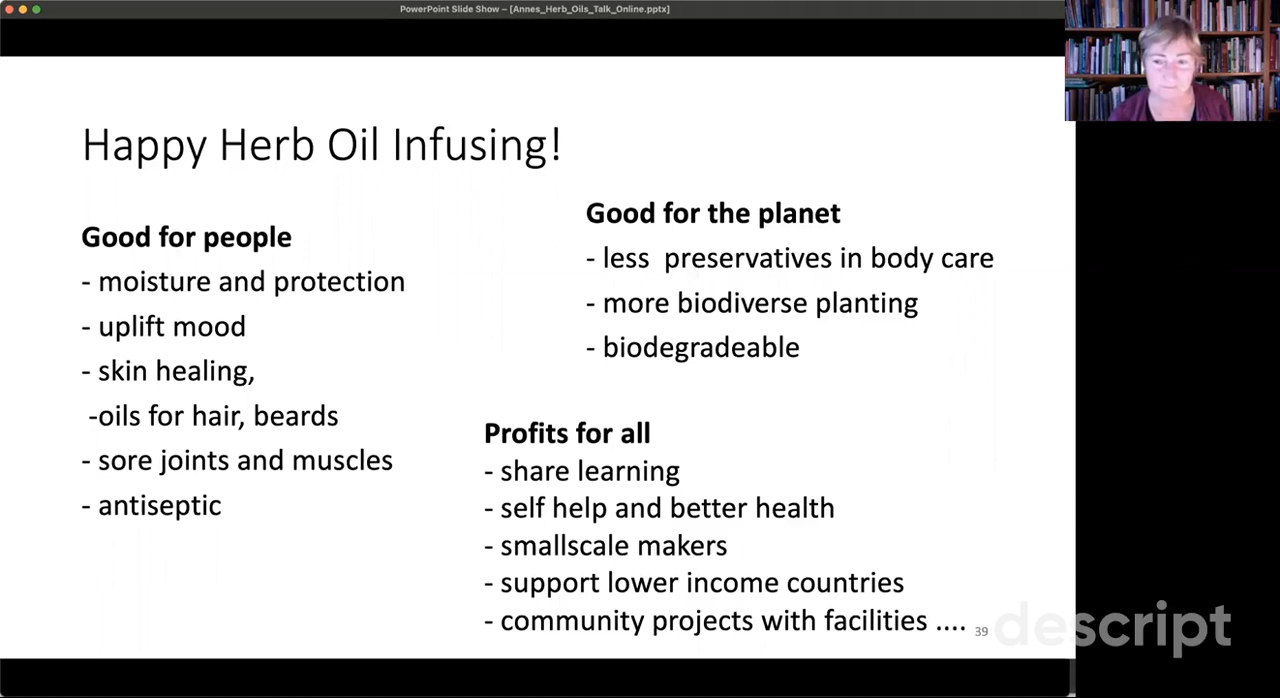 PowerPoint Slide Show – [Annes_Herb_Oils_Talk_Online.pptx]
Happy Herb Oil Infusing!
Good for people
- moisture and protection
- uplift mood
- skin healing,
-oils for hair, beards
- sore joints and muscles
- antiseptic
Good for the planet
- less  preservatives in body care
- more biodiverse planting
- biodegradeable
Profits for all
- share learning
- self help and better health
- smallscale makers
- support lower income countries
- community projects with facilities ....
39
descript